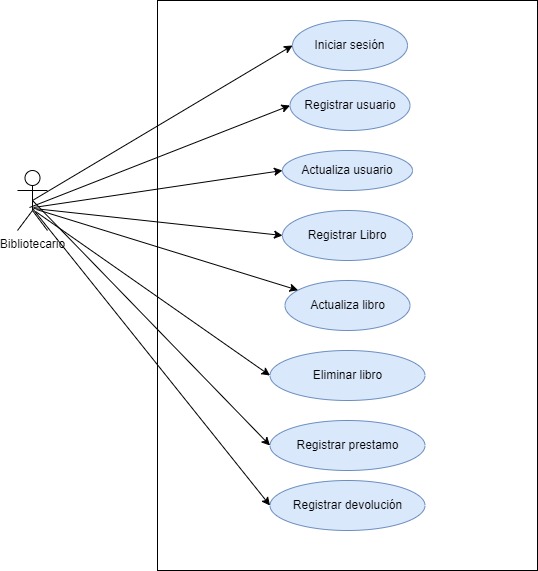 Iniciar sesión
Registrar usuario
Actualiza usuario
Registrar Libro
Bibliotecario
Actualiza libro
Eliminar libro
Registrar prestamo
Registrar devolución